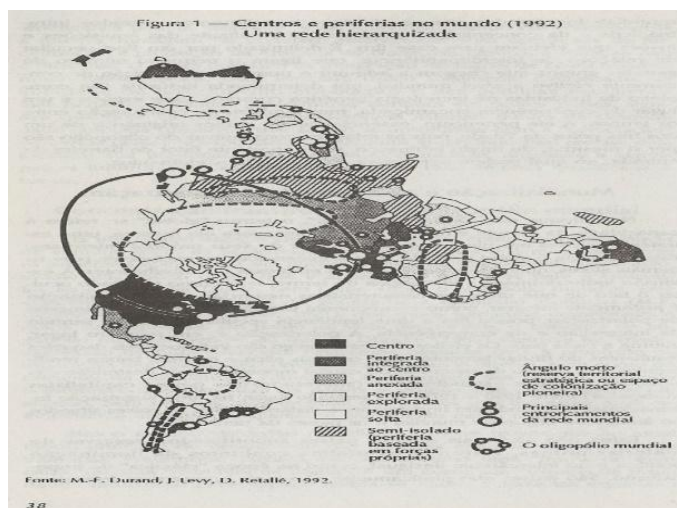 Figura 1 — Centros e periferias no mundo (1992)
Uma rede hierarquizada
Centro
Periferia
integrada
ao centro
Periferia
anexada
Periferia
explorada
Periferia
solta
Semi-isolado
(periferia
baseada
em forças
próprias)
Ângulo morto
(reserva territorial
estratégica ou espaço
de colonização
pioneira)
Principais
entroncamentos
da rede mundial
O oligopólio mundial
Fonte: M.-F. Durand, J. Levy, D. Retaillé, 1992.
38